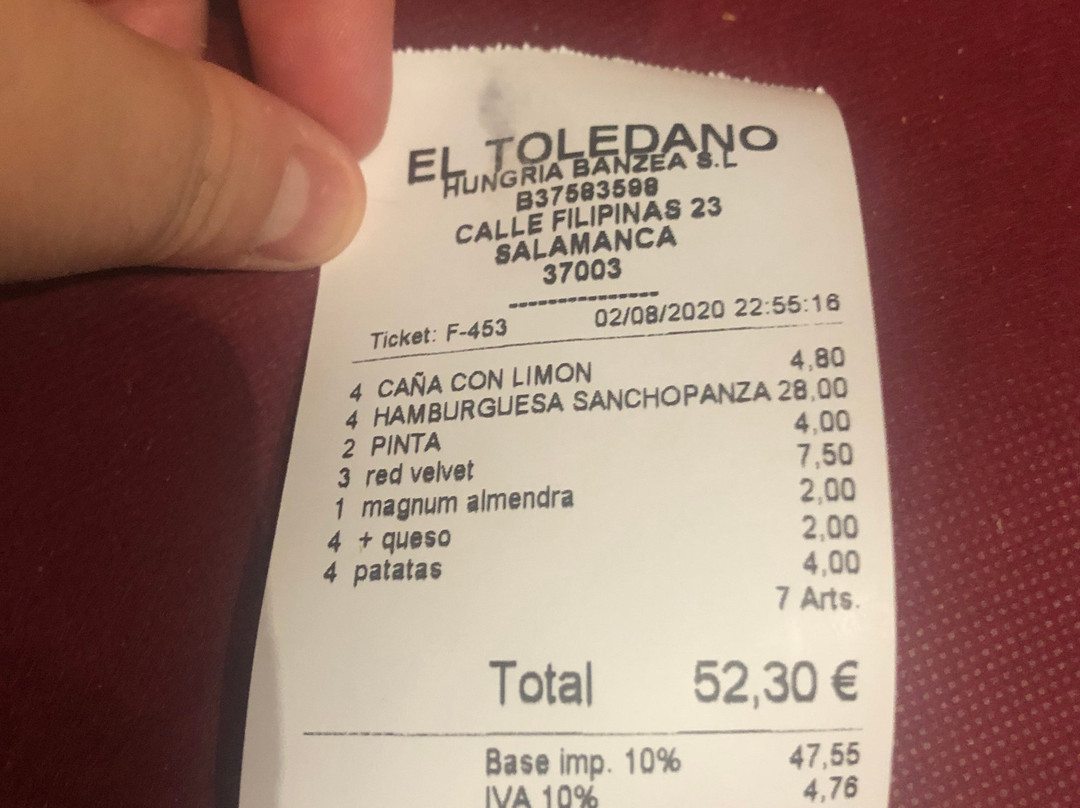 EL TOLEDANO
HUNGRIA BANZEA S.L
B37583598
CALLE FILIPINAS 23
SALAMANCA
37003
---------------
Ticket: F-453 02/08/2020 22:55:16
4 CAÑA CON LIMON 4,80
4 HAMBURGUESA SANCHOPANZA 28,00
2 PINTA 4,00
3 red velvet 7,50
1 magnum almendra 2,00
4 + queso 2,00
4 patatas 4,00
7 Arts.
Total 52,30 €
Base imp. 10% 47,55
IVA 10% 4,76